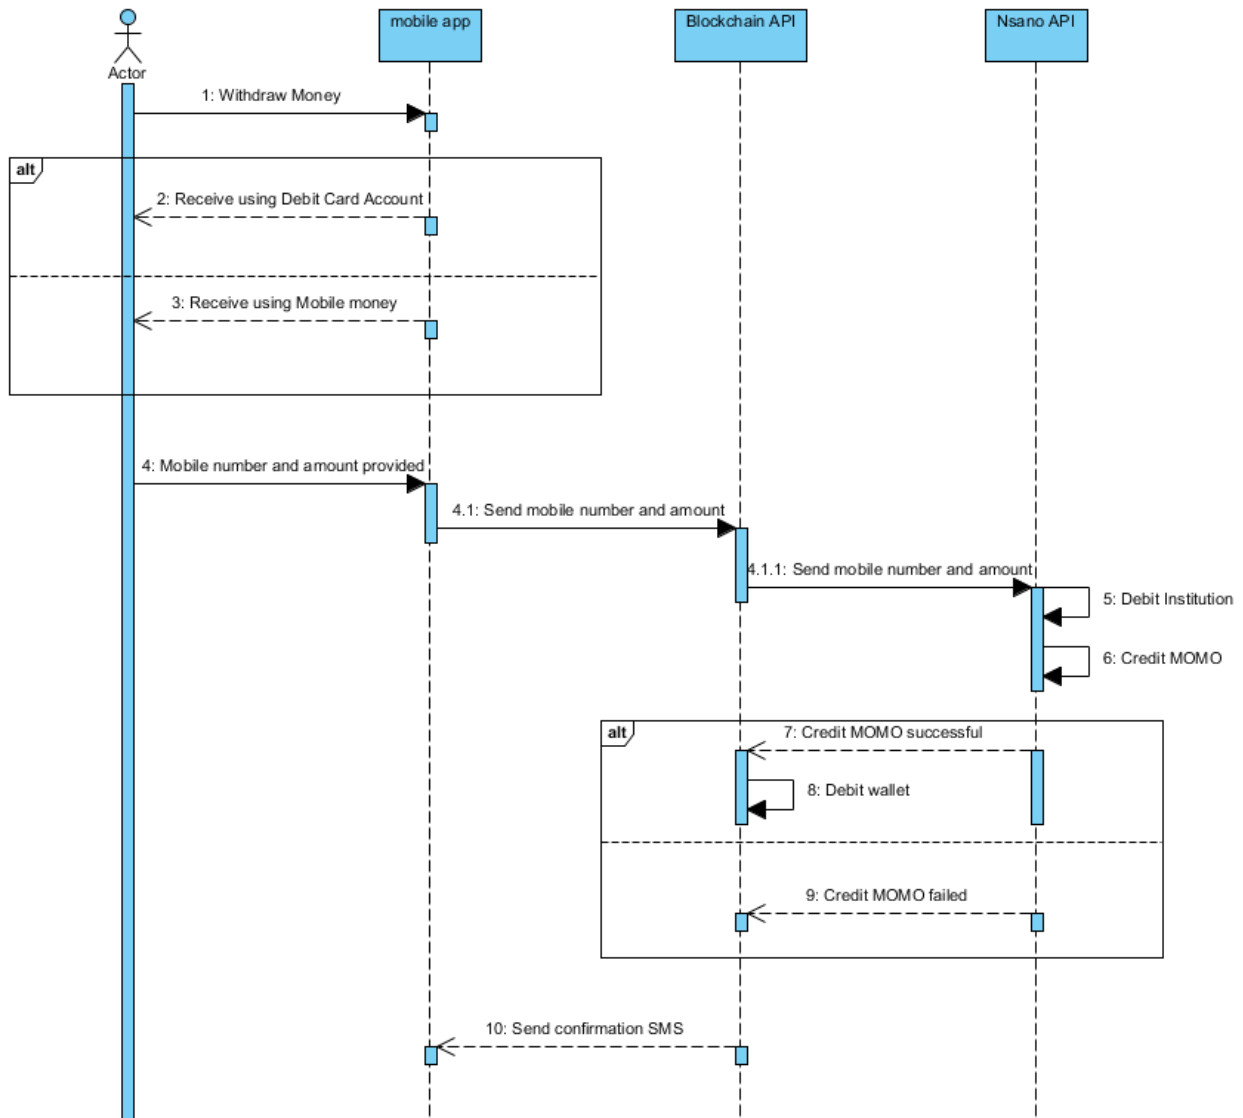 mobile app
Blockchain API
Nsano API
Actor
1: Withdraw Money
alt
2: Receive using Debit Card Account
3: Receive using Mobile money
4: Mobile number and amount provided
4.1: Send mobile number and amount
4.1.1: Send mobile number and amount
5: Debit Institution
6: Credit MOMO
alt
7: Credit MOMO successful
8: Debit wallet
9: Credit MOMO failed
10: Send confirmation SMS